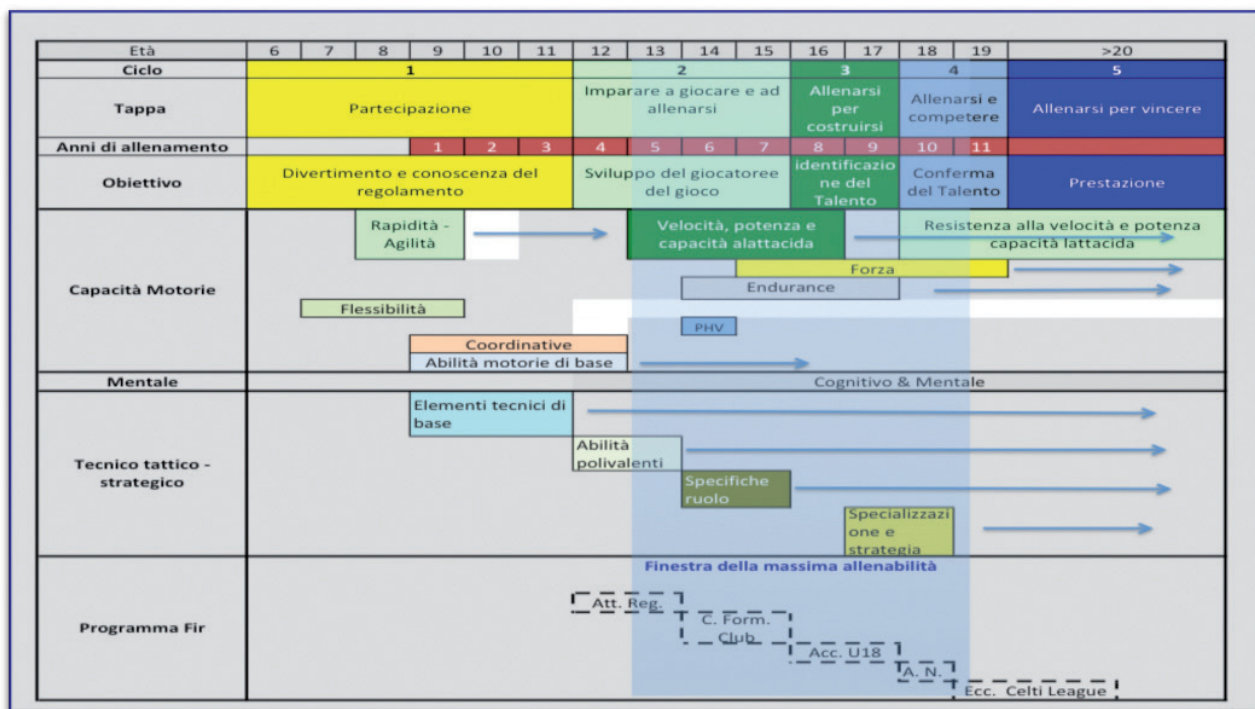 Età 6 7 8 9 10 11 12 13 14 15 16 17 18 19 >20
Ciclo 1 2 3 4 5
Tappa
Partecipazione
Imparare a giocare e ad
allenarsi
Allenarsi
per
costruirsi
Allenarsi e
competere
Allenarsi per vincere
Anni di allenamento 1 2 3 4 5 6 7 8 9 10 11
Obiettivo
Divertimento e conoscenza del
regolamento
Sviluppo del giocatoree
del gioco
identificazio
ne del
Talento
Conferma
del Talento
Prestazione
Capacità Motorie
Rapidità -
Agilità
Velocità, potenza e
capacità alattacida
Resistenza alla velocità e potenza
capacità lattacida
Forza
Endurance
Flessibilità
PHV
Coordinative
Abilità motorie di base
Mentale
Cognitivo & Mentale
Tecnico tattico -
strategico
Elementi tecnici di
base
Abilità
polivalenti
Specifiche
ruolo
Specializzazi
one e
strategia
Finestra della massima allenabilità
Programma Fir
Att. Reg.
C. Form.
Club
Acc. U18
A. N.
Ecc. Celti League